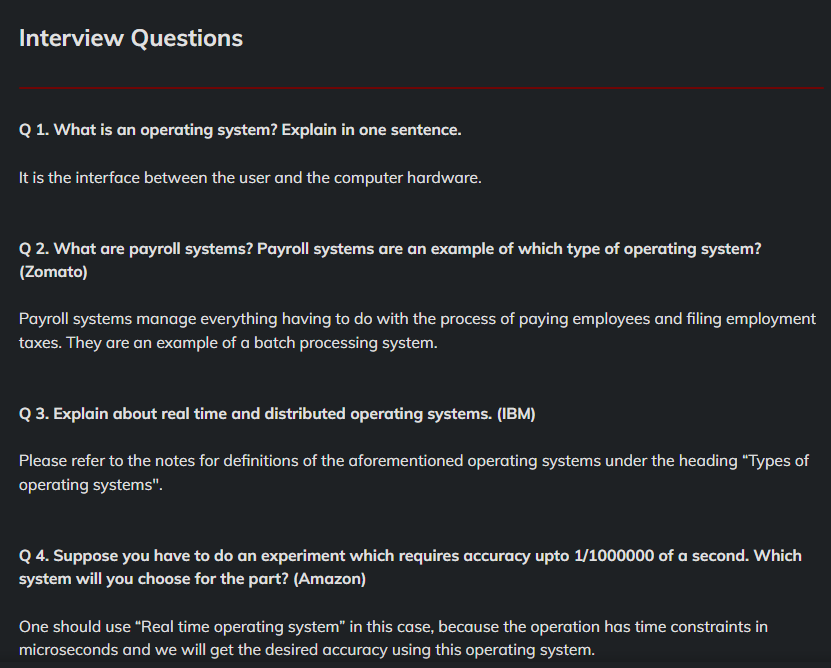 Interview Questions
Q 1. What is an operating system? Explain in one sentence.
It is the interface between the user and the computer hardware.
Q 2. What are payroll systems? Payroll systems are an example of which type of operating system?
(Zomato)
Payroll systems manage everything having to do with the process of paying employees and filing employment
taxes. They are an example of a batch processing system.
Q 3. Explain about real time and distributed operating systems. (IBM)
Please refer to the notes for definitions of the aforementioned operating systems under the heading “Types of
operating systems".
Q 4. Suppose you have to do an experiment which requires accuracy upto 1/1000000 of a second. Which
system will you choose for the part? (Amazon)
One should use “Real time operating system” in this case, because the operation has time constraints in
microseconds and we will get the desired accuracy using this operating system.